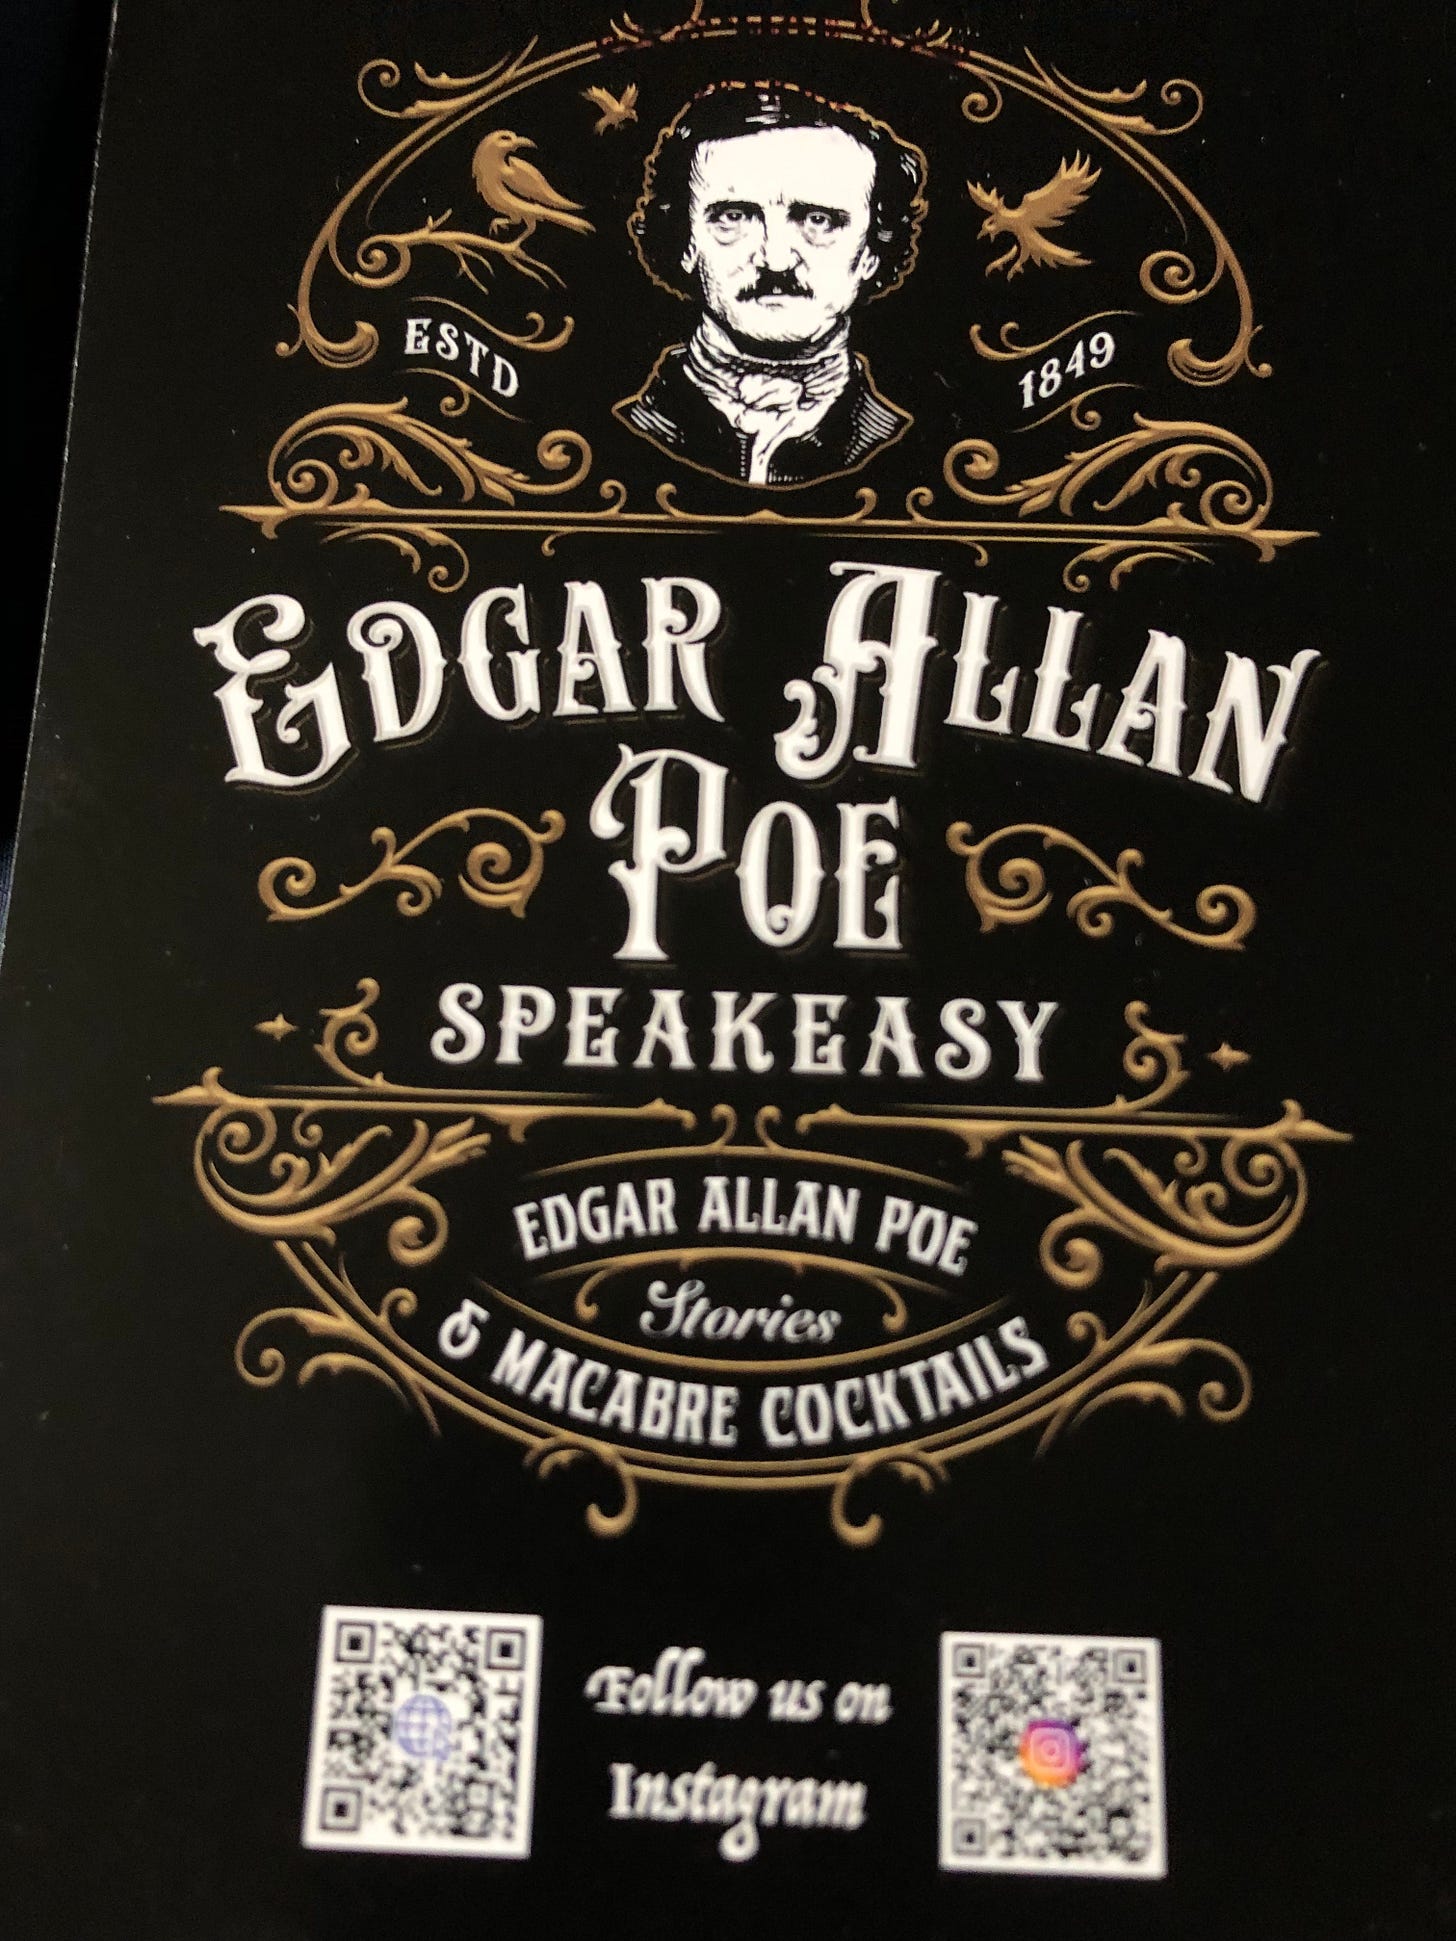 ESTD
1849
EDGAR ALLAN
POE
SPEAKEASY
EDGAR ALLAN POE
Stories
& MACABRE COCKTAILS
Follow us on
Instagram